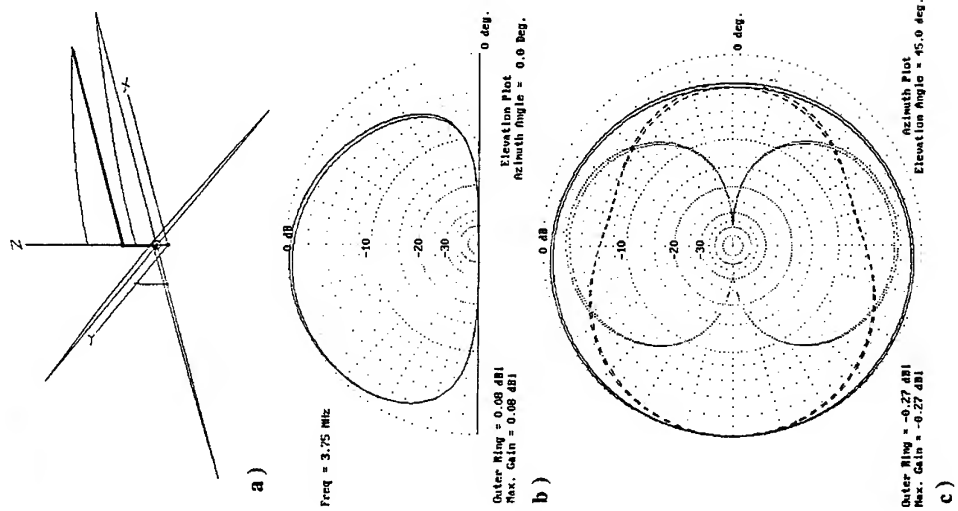 Z
X
Y
a )
Freq = 3.75 MHz
0 dB
-10
-20
-30
0 deg.
Outer Ring = 0.08 dBi
Max. Gain = 0.08 dBi
Elevation Plot
Azimuth Angle = 0.0 Deg.
b )
0 dB
-10
-20
-30
0 deg.
Outer Ring = -0.27 dBi
Max. Gain = -0.27 dBi
Azimuth Plot
Elevation Angle = 45.0 deg.
c )